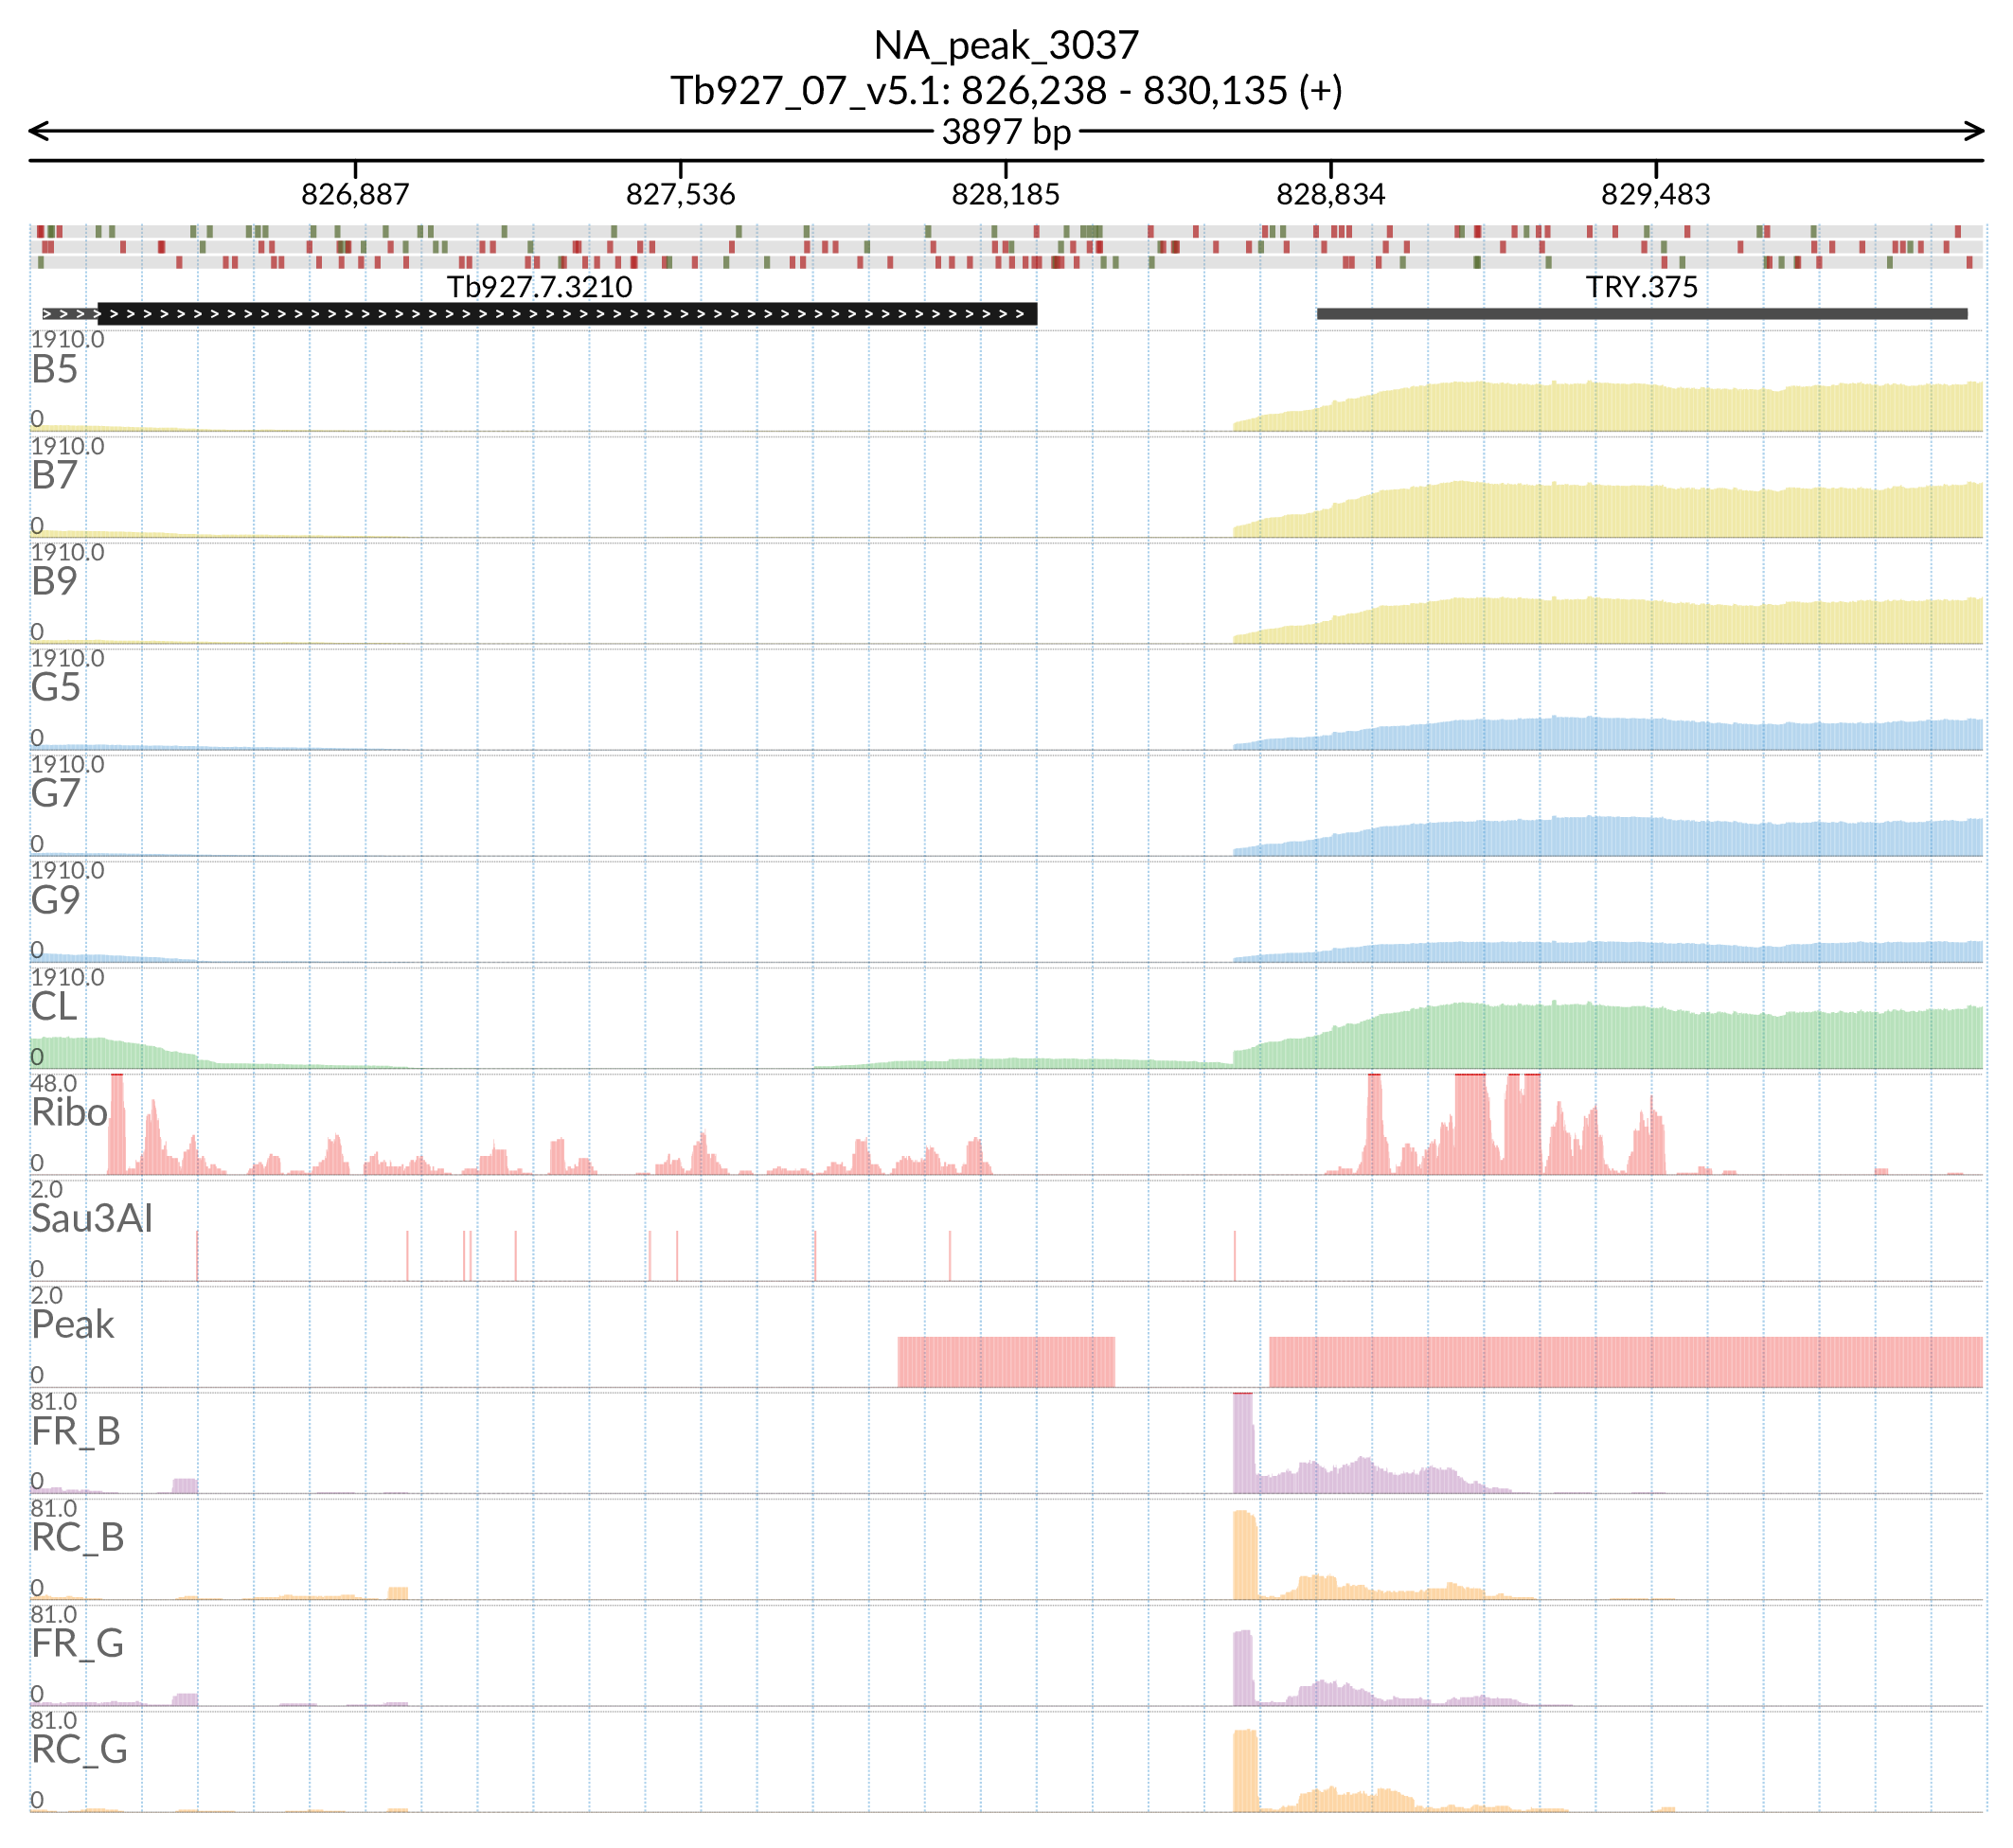 NA_peak_3037
Tb927_07_v5.1: 826,238 - 830,135 (+)
3897 bp
826,887 827,536 828,185 828,834 829,483
Tb927.7.3210 TRY.375
1910.0
B5
0
1910.0
B7
0
1910.0
B9
0
1910.0
G5
0
1910.0
G7
0
1910.0
G9
0
1910.0
CL
0
48.0
Ribo
0
2.0
Sau3AI
0
2.0
Peak
0
81.0
FR_B
0
81.0
RC_B
0
81.0
FR_G
0
81.0
RC_G
0